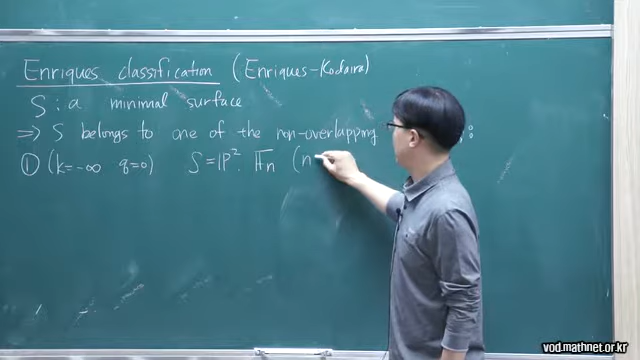 Enriques classification (Enriques-Kodaira)
S : a minimal surface
⇒ S belongs to one of the non-overlapping :
① (k=-∞ q=0) S = ℙ². 𝔽n (n
vod.mathnet.or.kr